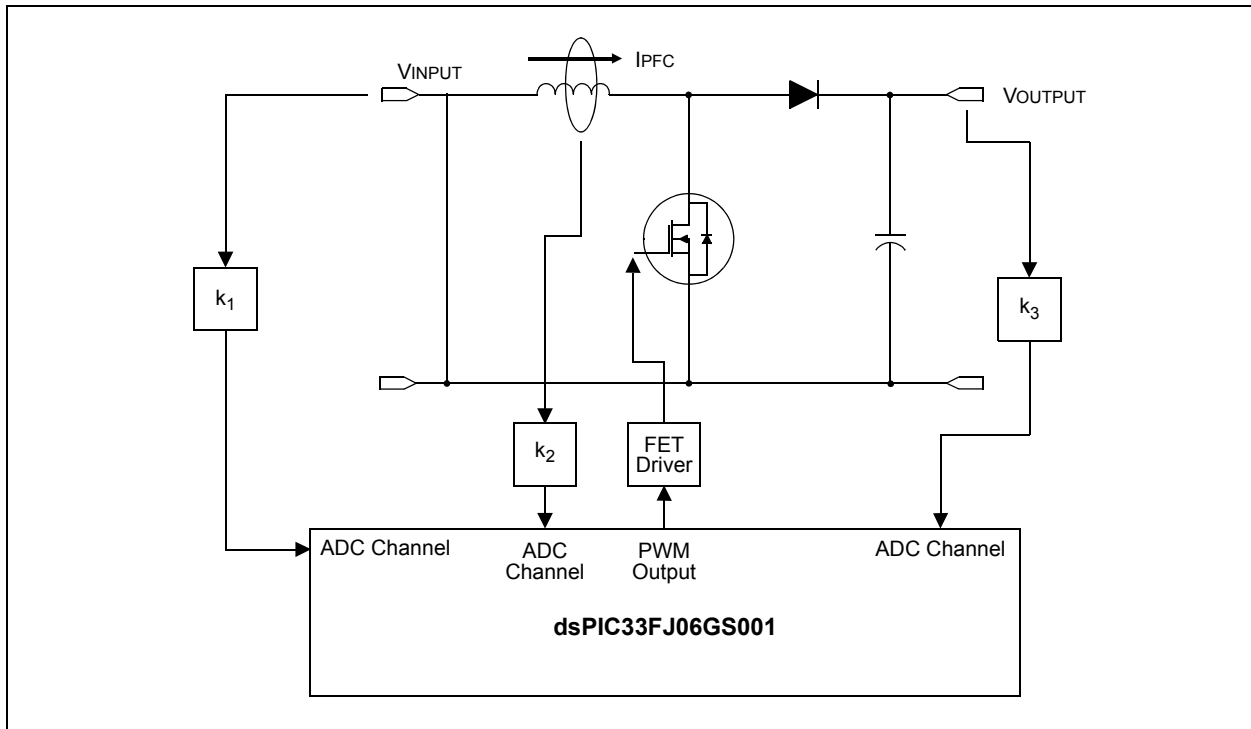 IPFC
VINPUT
VOUTPUT
k1
k3
k2
FET
Driver
ADC Channel
ADC
Channel
PWM
Output
ADC Channel
dsPIC33FJ06GS001